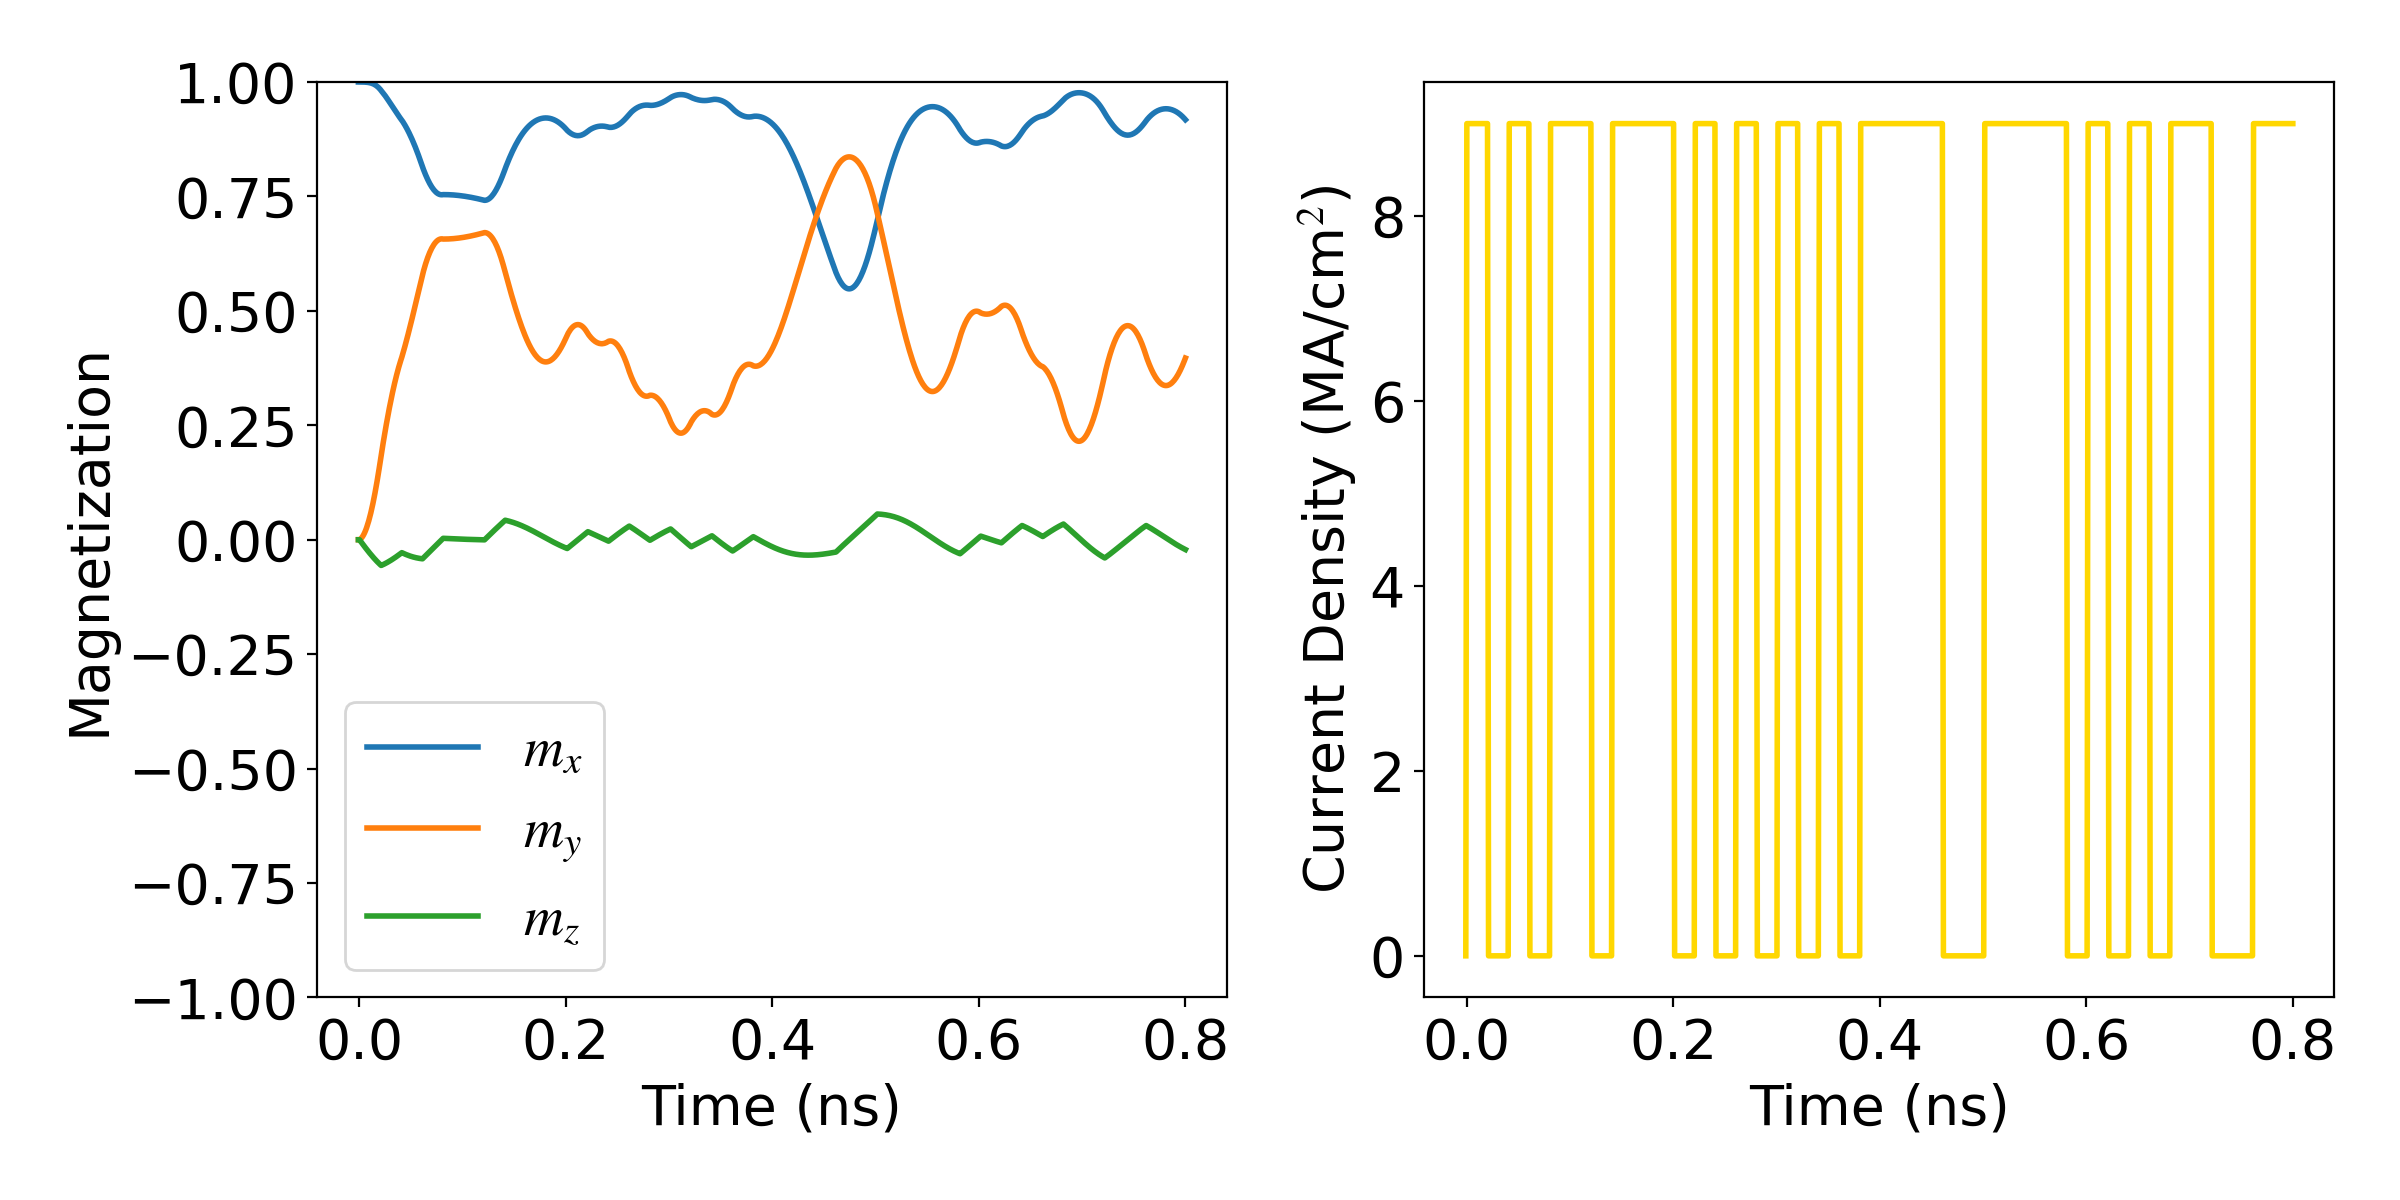 Magnetization
1.00
0.75
0.50
0.25
0.00
−0.25
−0.50
−0.75
−1.00
0.0 0.2 0.4 0.6 0.8
Time (ns)
m_x
m_y
m_z
Current Density (MA/cm²)
8
6
4
2
0
0.0 0.2 0.4 0.6 0.8
Time (ns)